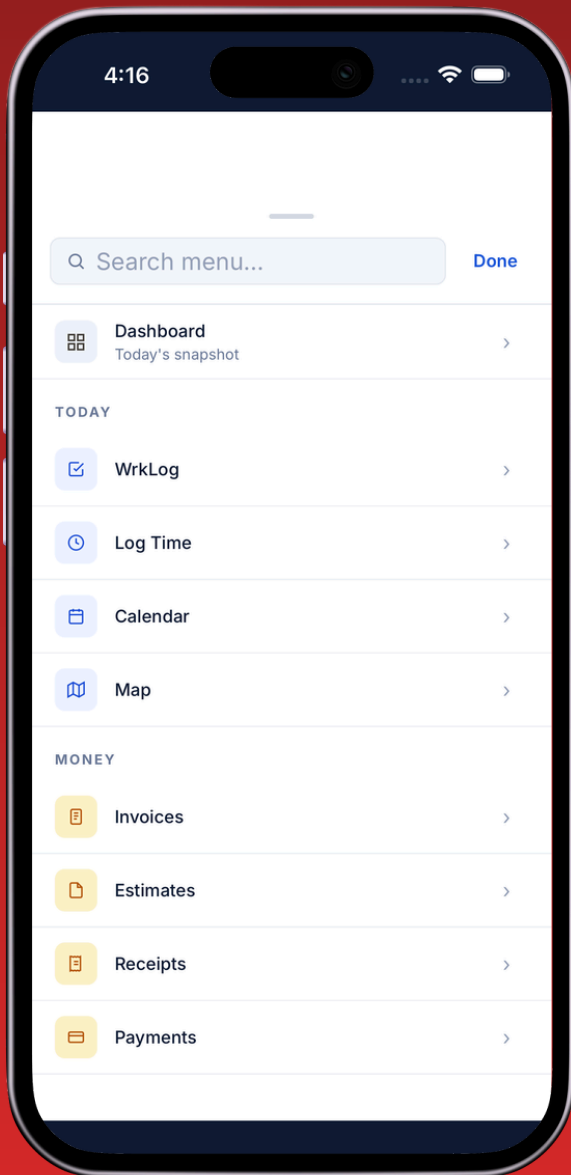 4:16
Search menu...
Done
Dashboard
Today's snapshot
TODAY
WrkLog
Log Time
Calendar
Map
MONEY
Invoices
Estimates
Receipts
Payments